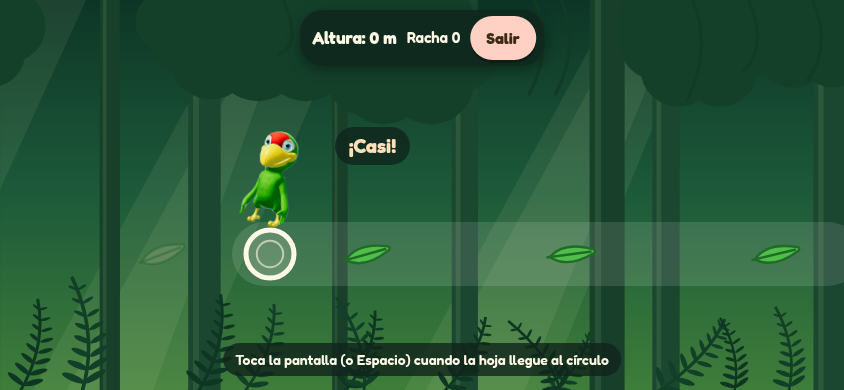 Altura: 0 m Racha 0 Salir
¡Casi!
Toca la pantalla (o Espacio) cuando la hoja llegue al círculo